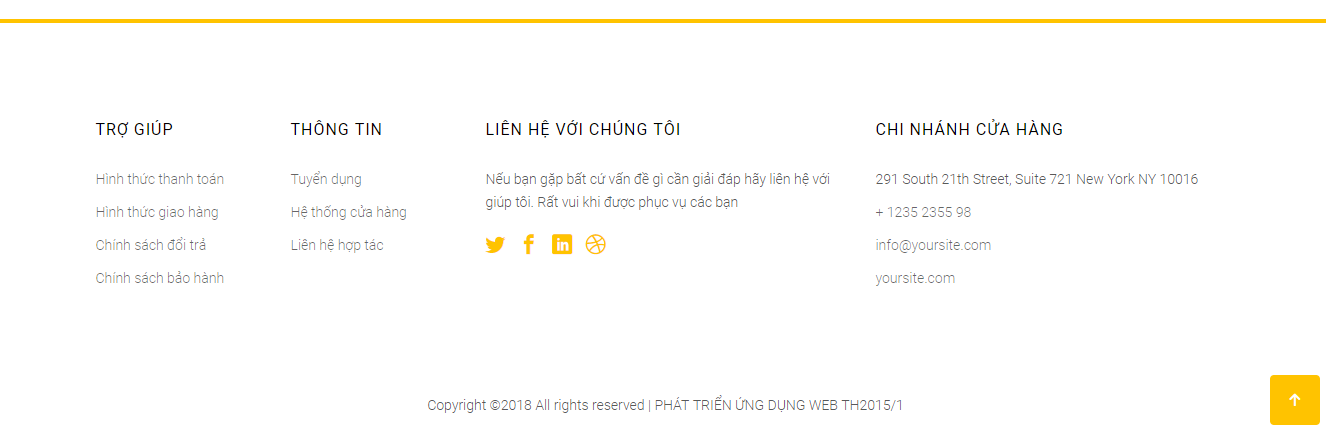 TRỢ GIÚP
Hình thức thanh toán
Hình thức giao hàng
Chính sách đổi trả
Chính sách bảo hành
THÔNG TIN
Tuyển dụng
Hệ thống cửa hàng
Liên hệ hợp tác
LIÊN HỆ VỚI CHÚNG TÔI
Nếu bạn gặp bất cứ vấn đề gì cần giải đáp hãy liên hệ với
giúp tôi. Rất vui khi được phục vụ các bạn
CHI NHÁNH CỬA HÀNG
291 South 21th Street, Suite 721 New York NY 10016
+ 1235 2355 98
info@yoursite.com
yoursite.com
Copyright ©2018 All rights reserved | PHÁT TRIỂN ỨNG DỤNG WEB TH2015/1